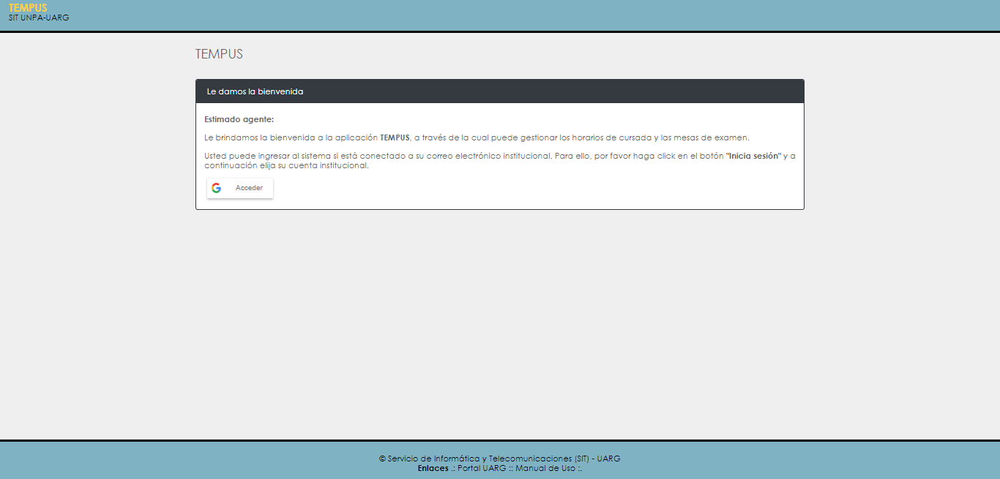 TEMPUS
SIT UNPA-UARG
TEMPUS
Le damos la bienvenida
Estimado agente:
Le brindamos la bienvenida a la aplicación TEMPUS, a través de la cual puede gestionar los horarios de cursada y las mesas de examen.
Usted puede ingresar al sistema si está conectado a su correo electrónico institucional. Para ello, por favor haga click en el botón "Inicia sesión" y a
continuación elija su cuenta institucional.
Acceder
© Servicio de Informática y Telecomunicaciones (SIT) - UARG
Enlaces .: Portal UARG :: Manual de Uso :.